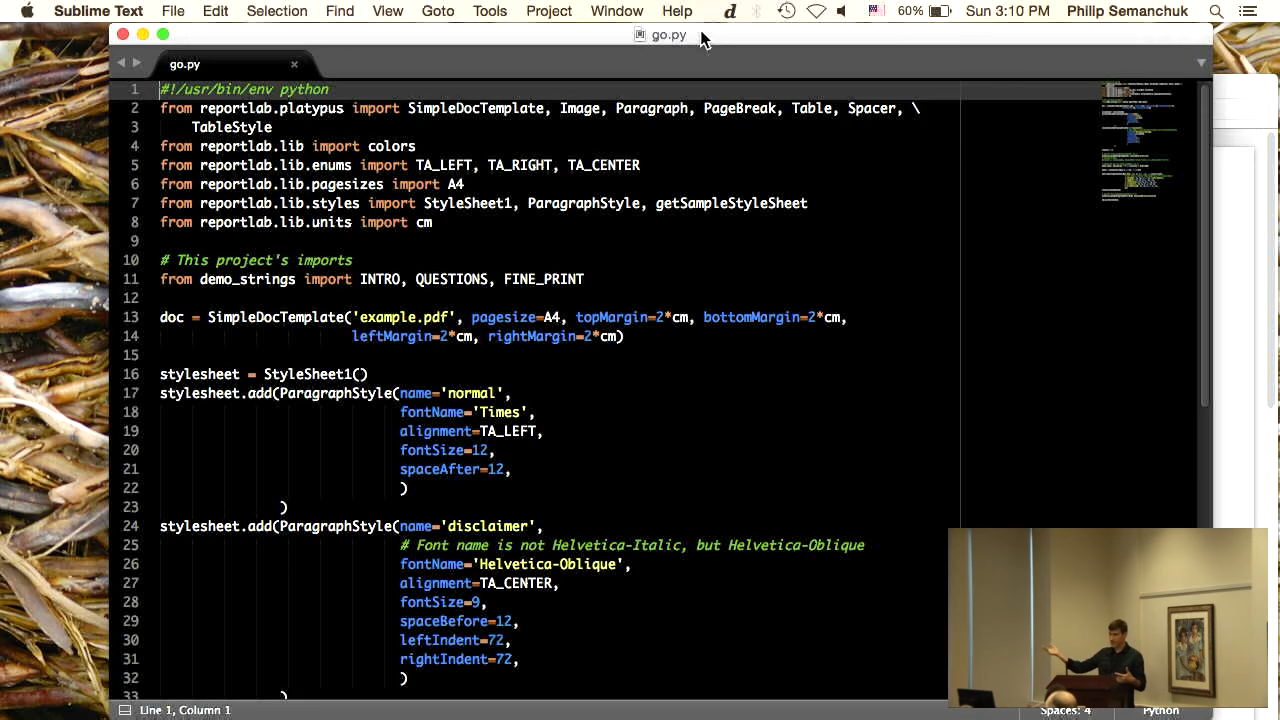 Sublime Text File Edit Selection Find View Goto Tools Project Window Help d 60% Sun 3:10 PM Philip Semanchuk
go.py
go.py ×
1 #!/usr/bin/env python
2 from reportlab.platypus import SimpleDocTemplate, Image, Paragraph, PageBreak, Table, Spacer, \
3 TableStyle
4 from reportlab.lib import colors
5 from reportlab.lib.enums import TA_LEFT, TA_RIGHT, TA_CENTER
6 from reportlab.lib.pagesizes import A4
7 from reportlab.lib.styles import StyleSheet1, ParagraphStyle, getSampleStyleSheet
8 from reportlab.lib.units import cm
9
10 # This project's imports
11 from demo_strings import INTRO, QUESTIONS, FINE_PRINT
12
13 doc = SimpleDocTemplate('example.pdf', pagesize=A4, topMargin=2*cm, bottomMargin=2*cm,
14 leftMargin=2*cm, rightMargin=2*cm)
15
16 stylesheet = StyleSheet1()
17 stylesheet.add(ParagraphStyle(name='normal',
18 fontName='Times',
19 alignment=TA_LEFT,
20 fontSize=12,
21 spaceAfter=12,
22 )
23 )
24 stylesheet.add(ParagraphStyle(name='disclaimer',
25 # Font name is not Helvetica-Italic, but Helvetica-Oblique
26 fontName='Helvetica-Oblique',
27 alignment=TA_CENTER,
28 fontSize=9,
29 spaceBefore=12,
30 leftIndent=72,
31 rightIndent=72,
32 )
33 )
Line 1, Column 1 Spaces: 4 Python